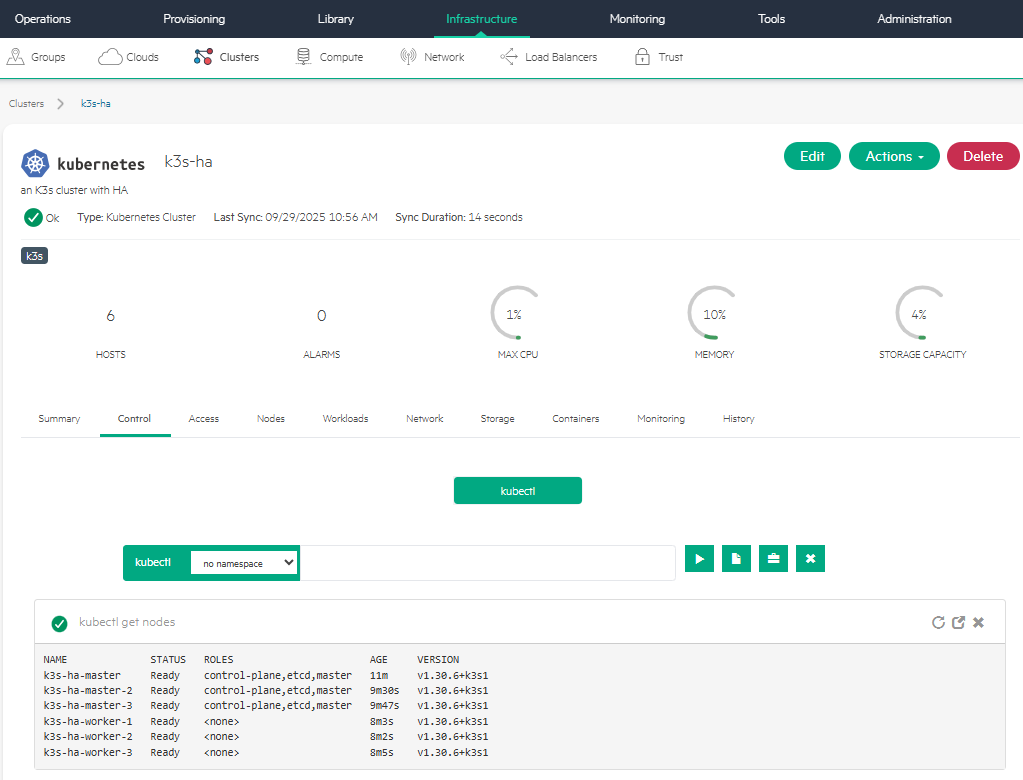 Operations Provisioning Library Infrastructure Monitoring Tools Administration
Groups Clouds Clusters Compute Network Load Balancers Trust
Clusters k3s-ha
kubernetes k3s-ha Edit Actions Delete
an K3s cluster with HA
Ok Type: Kubernetes Cluster Last Sync: 09/29/2025 10:56 AM Sync Duration: 14 seconds
k3s
6 0 1% 10% 4%
HOSTS ALARMS MAX CPU MEMORY STORAGE CAPACITY
Summary Control Access Nodes Workloads Network Storage Containers Monitoring History
kubectl
kubectl no namespace
kubectl get nodes
NAME STATUS ROLES AGE VERSION
k3s-ha-master Ready control-plane,etcd,master 11m v1.30.6+k3s1
k3s-ha-master-2 Ready control-plane,etcd,master 9m30s v1.30.6+k3s1
k3s-ha-master-3 Ready control-plane,etcd,master 9m47s v1.30.6+k3s1
k3s-ha-worker-1 Ready <none> 8m3s v1.30.6+k3s1
k3s-ha-worker-2 Ready <none> 8m2s v1.30.6+k3s1
k3s-ha-worker-3 Ready <none> 8m5s v1.30.6+k3s1